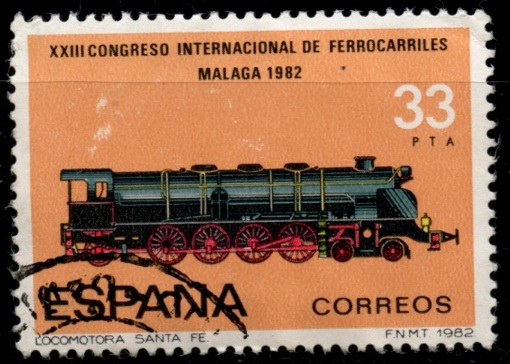 XXIII CONGRESO INTERNACIONAL DE FERROCARRILES
MALAGA 1982
33
PTA
ESPAÑA
CORREOS
LOCOMOTORA SANTA FE
F.N.M.T. 1982